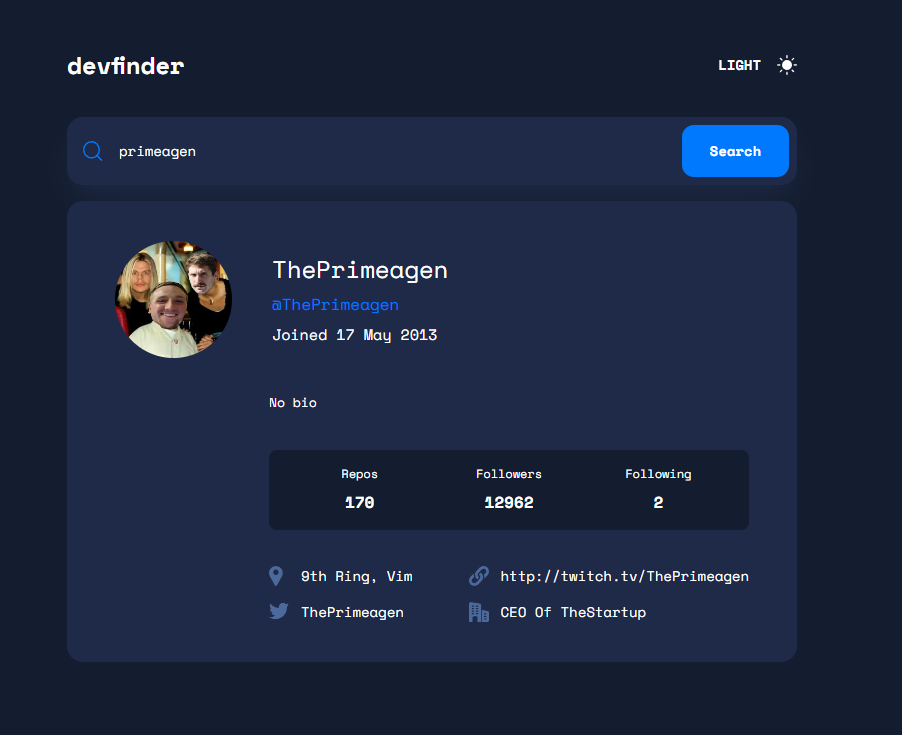 devfinder
LIGHT
primeagen
Search
ThePrimeagen
@ThePrimeagen
Joined 17 May 2013
No bio
Repos Followers Following
170 12962 2
9th Ring, Vim http://twitch.tv/ThePrimeagen
ThePrimeagen CEO Of TheStartup